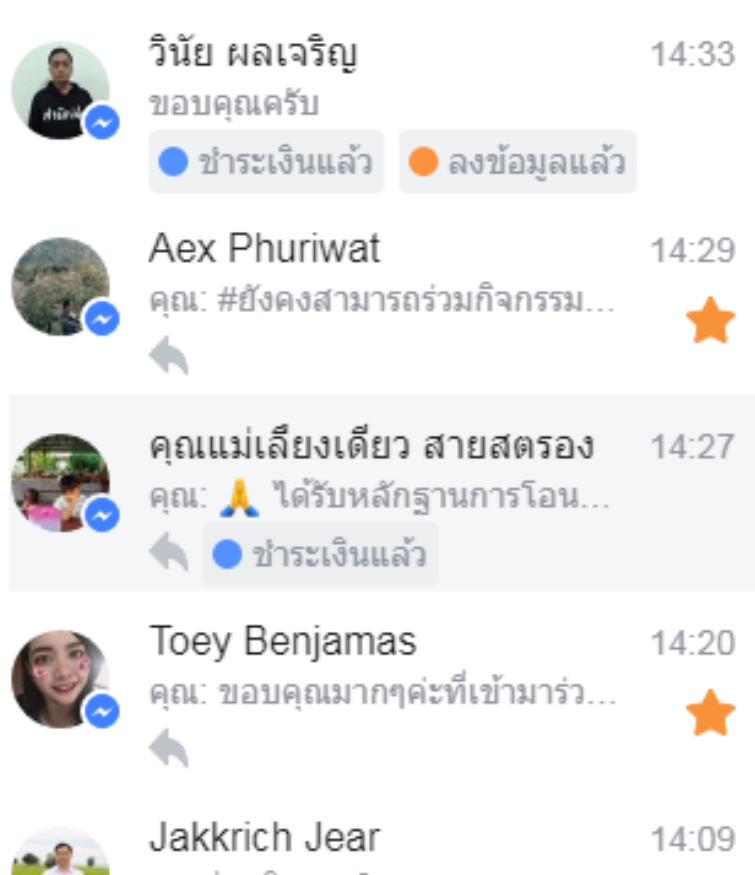 วินัย ผลเจริญ 14:33
ขอบคุณครับ
ชำระเงินแล้ว ลงข้อมูลแล้ว
Aex Phuriwat 14:29
คุณ: #ยังคงสามารถร่วมกิจกรรม...
คุณแม่เลี้ยงเดี่ยว สายสตรอง 14:27
คุณ: 🙏 ได้รับหลักฐานการโอน...
ชำระเงินแล้ว
Toey Benjamas 14:20
คุณ: ขอบคุณมากๆค่ะที่เข้ามาร่ว...
Jakkrich Jear 14:09